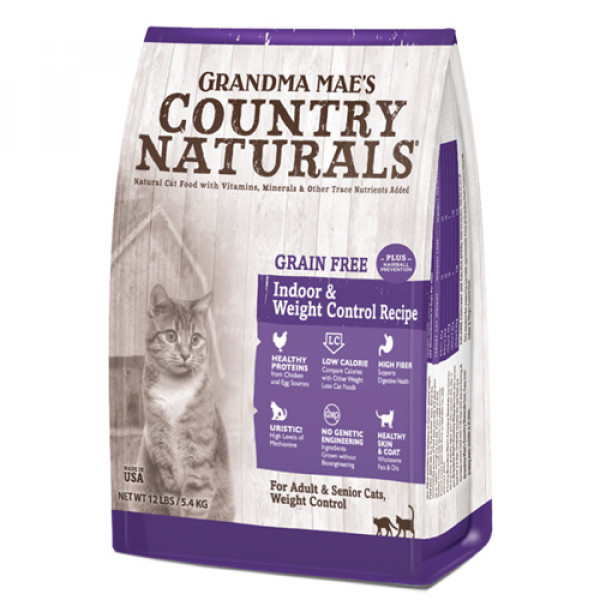 GRANDMA MAE'S
COUNTRY
NATURALS®
Natural Cat Food with Vitamins, Minerals & Other Trace Nutrients Added
GRAIN FREE
PLUS
HAIRBALL
PREVENTION
Indoor &
Weight Control Recipe
HEALTHY
PROTEINS
from Chicken
and Egg Sources
LC
LOW CALORIE
Compare Calories
with Other Weight
Loss Cat Foods
HIGH FIBER
Supports
Digestive Health
URISTIC!
High Levels of
Methionine
NO GENETIC
ENGINEERING
Ingredients
Grown without
Bioengineering
HEALTHY
SKIN
& COAT
Wholesome
Fats & Oils
MADE IN
USA
NET WT 12 LBS / 5.4 KG
For Adult & Senior Cats,
Weight Control